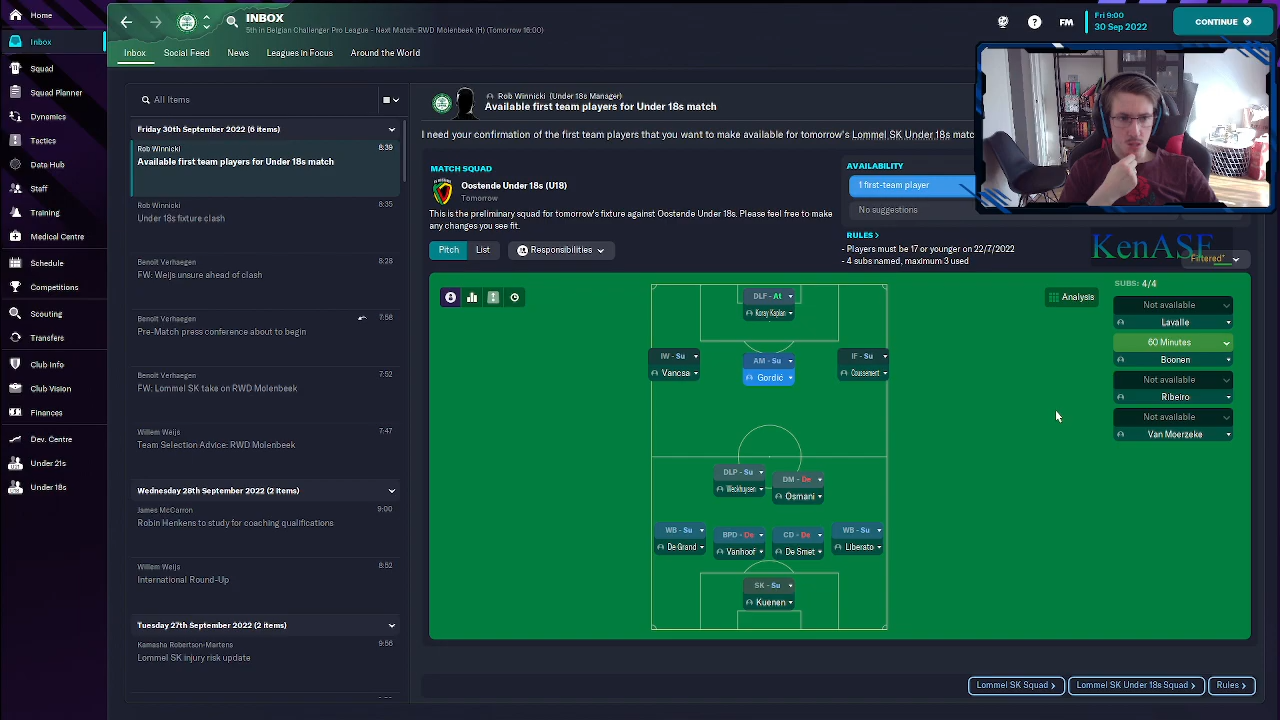 Home
Inbox
Squad
Squad Planner
Dynamics
Tactics
Data Hub
Staff
Training
Medical Centre
Schedule
Competitions
Scouting
Transfers
Club Info
Club Vision
Finances
Dev. Centre
Under 21s
Under 18s
INBOX
5th in Belgian Challenger Pro League - Next Match: RWD Molenbeek (H) (Tomorrow 16:00)
FM
Fri 9:00
30 Sep 2022
CONTINUE
Inbox
Social Feed
News
Leagues in Focus
Around the World
All Items
Friday 30th September 2022 (6 items)
Rob Winnicki
8:39
Available first team players for Under 18s match
Rob Winnicki
8:35
Under 18s fixture clash
Benoit Verhaegen
8:28
FW: Weijs unsure ahead of clash
Benoit Verhaegen
7:58
Pre-Match press conference about to begin
Benoit Verhaegen
7:52
FW: Lommel SK take on RWD Molenbeek
Willem Weijs
7:47
Team Selection Advice: RWD Molenbeek
Wednesday 28th September 2022 (2 Items)
James McCarron
9:00
Robin Henkens to study for coaching qualifications
Willem Weijs
8:52
International Round-Up
Tuesday 27th September 2022 (2 items)
Kamasha Robertson-Mertens
9:56
Lommel SK injury risk update
Rob Winnicki (Under 18s Manager)
Available first team players for Under 18s match
I need your confirmation of the first team players that you want to make available for tomorrow's Lommel SK Under 18s matc
MATCH SQUAD
Oostende Under 18s (U18)
Tomorrow
This is the preliminary squad for tomorrow's fixture against Oostende Under 18s. Please feel free to make
any changes you see fit.
AVAILABILITY
1 first-team player
No suggestions
RULES >
- Players must be 17 or younger on 22/7/2022
- 4 subs named, maximum 3 used
KenASF
Pitch
List
Responsibilities
Filtered*
Analysis
SUBS: 4/4
Not available
Lavalle
60 Minutes
Boonen
Not available
Ribeiro
Not available
Van Moerzeke
DLF - At
Koray Kaplan
IW - Su
Vancsa
AM - Su
Gordić
IF - Su
Coussement
DLP - Su
Weckhuysen
DM - De
Osmani
WB - Su
De Grand
BPD - De
Vanhoof
CD - De
De Smet
WB - Su
Liberato
SK - Su
Kuenen
Lommel SK Squad >
Lommel SK Under 18s Squad >
Rules >